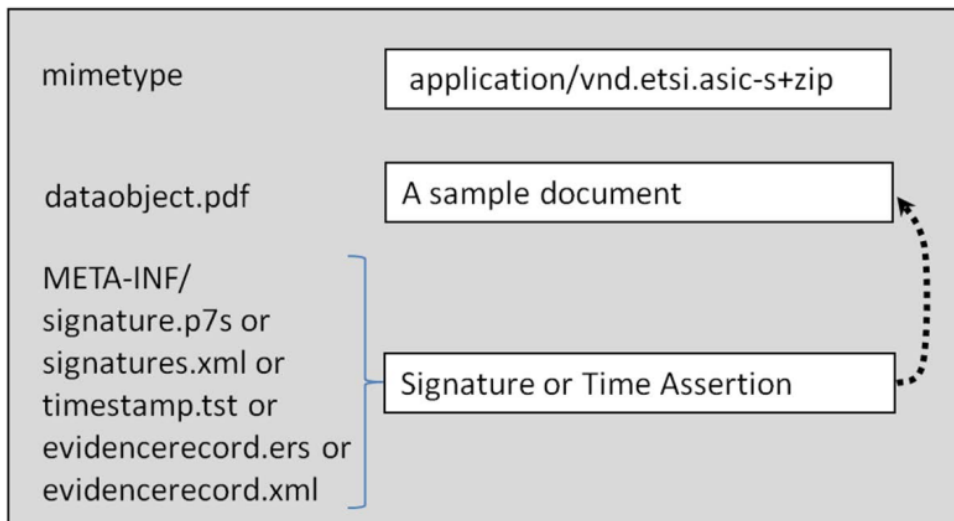 mimetype
application/vnd.etsi.asic-s+zip
dataobject.pdf
A sample document
META-INF/
signature.p7s or
signatures.xml or
timestamp.tst or
evidencerecord.ers or
evidencerecord.xml
Signature or Time Assertion